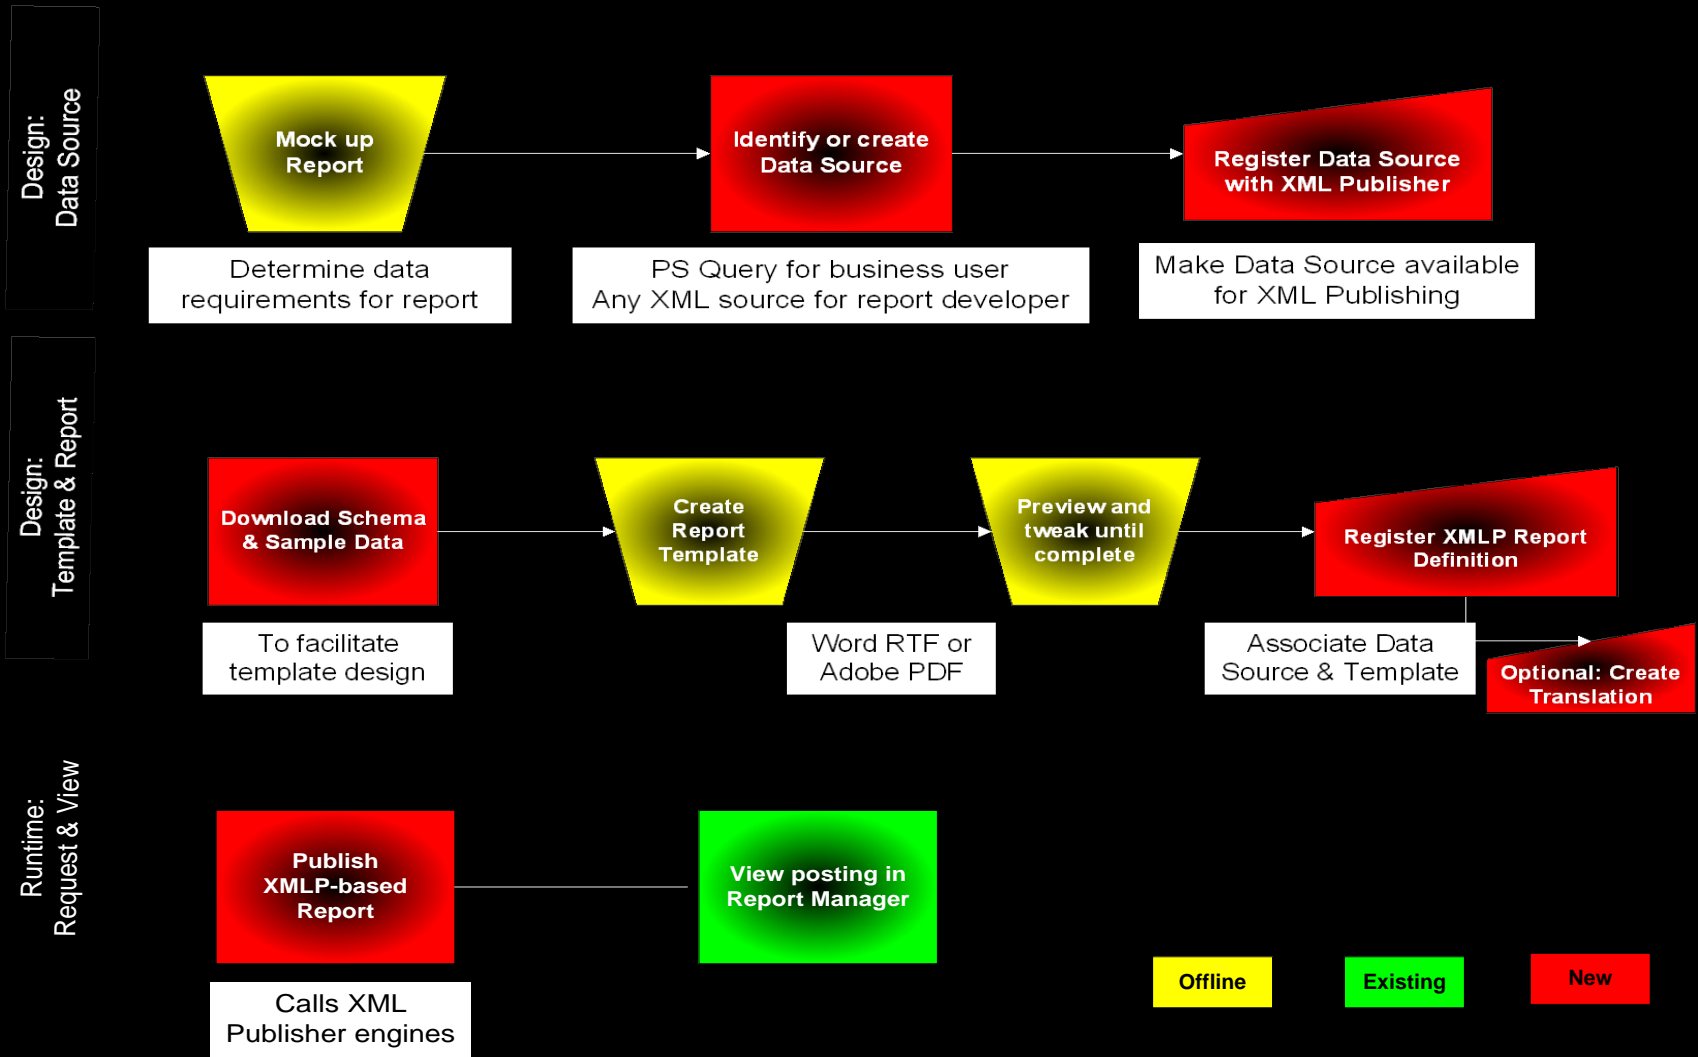 Design:
Data Source
Mock up
Report
Identify or create
Data Source
Register Data Source
with XML Publisher
Determine data
requirements for report
PS Query for business user
Any XML source for report developer
Make Data Source available
for XML Publishing
Design:
Template & Report
Download Schema
& Sample Data
Create
Report
Template
Preview and
tweak until
complete
Register XMLP Report
Definition
To facilitate
template design
Word RTF or
Adobe PDF
Associate Data
Source & Template
Optional: Create
Translation
Runtime:
Request & View
Publish
XMLP-based
Report
View posting in
Report Manager
Calls XML
Publisher engines
Offline
Existing
New